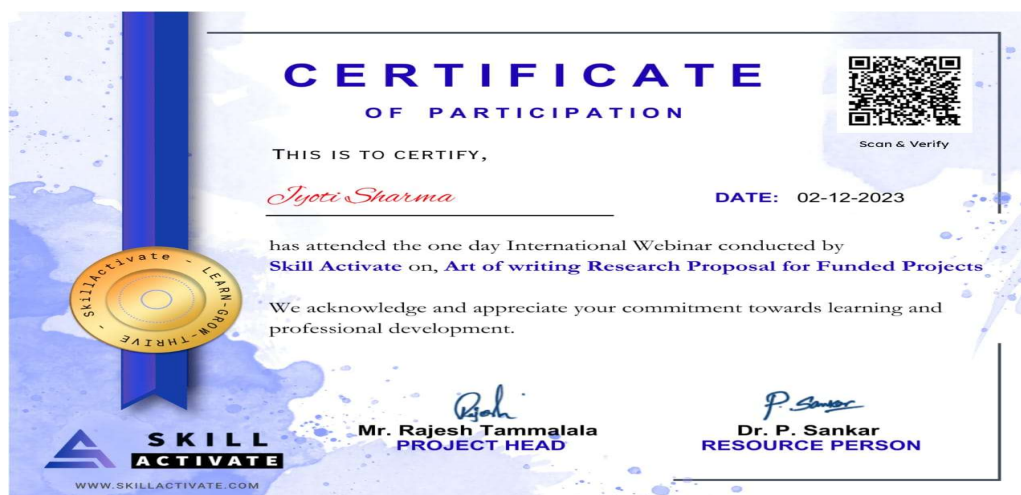 CERTIFICATE
OF PARTICIPATION
Scan & Verify
THIS IS TO CERTIFY,
Jyoti Sharma
DATE: 02-12-2023
has attended the one day International Webinar conducted by
Skill Activate on, Art of writing Research Proposal for Funded Projects
We acknowledge and appreciate your commitment towards learning and
professional development.
SkillActivate - LEARN-GROW-THRIVE -
Rajesh
P. Sankar
Mr. Rajesh Tammalala
Dr. P. Sankar
PROJECT HEAD
RESOURCE PERSON
SKILL
ACTIVATE
WWW.SKILLACTIVATE.COM